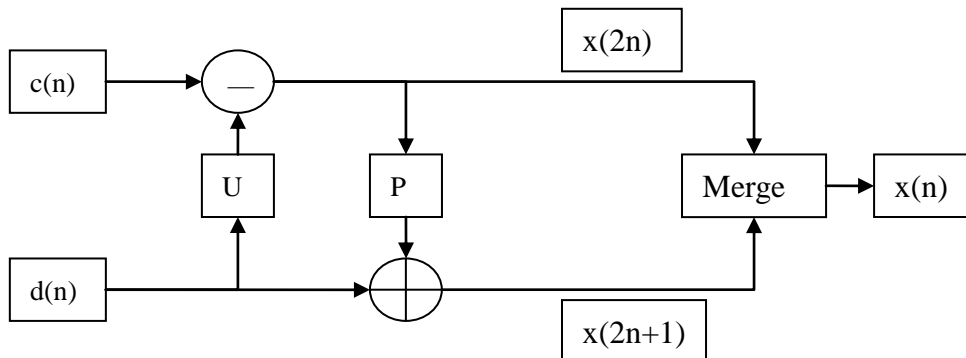 x(2n)
c(n)
—
U
P
Merge
x(n)
d(n)
x(2n+1)